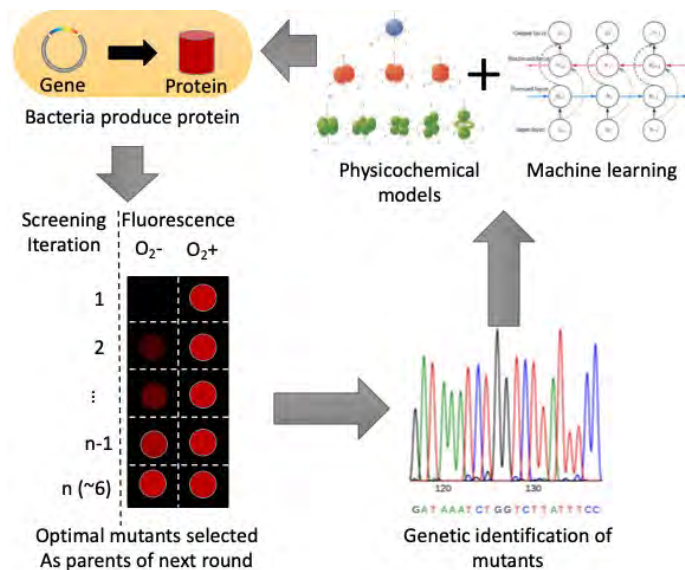 Gene
Protein
Bacteria produce protein
Physicochemical
models
Machine learning
Screening
Iteration
Fluorescence
O₂-
O₂+
1
2
...
n-1
n (~6)
Optimal mutants selected
As parents of next round
120
130
GATAAATCTGGTCTTATTTCC
Genetic identification of
mutants